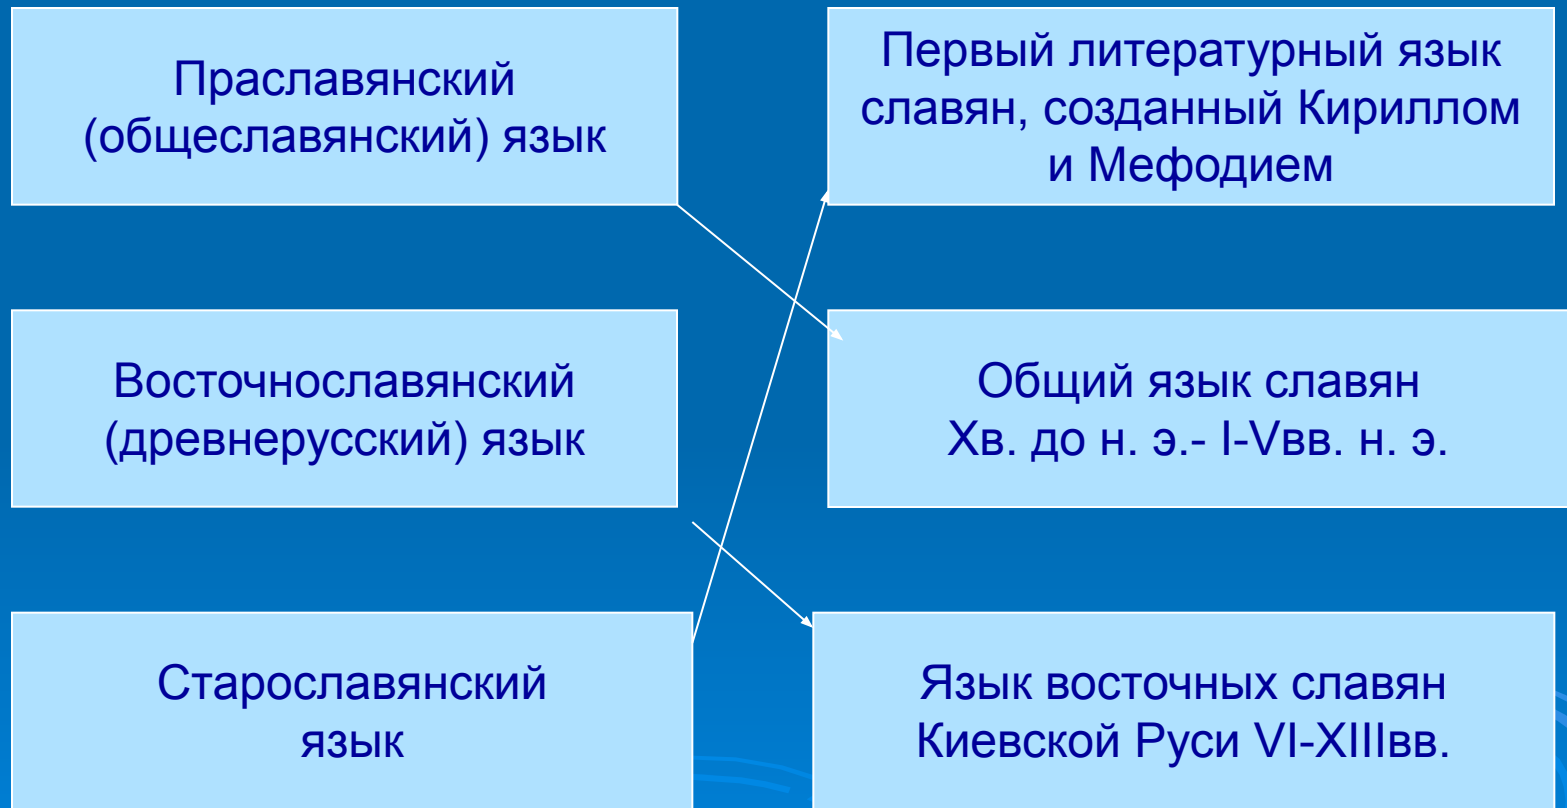 Праславянский
(общеславянский) язык
Первый литературный язык
славян, созданный Кириллом
и Мефодием
Восточнославянский
(древнерусский) язык
Общий язык славян
Xв. до н. э.- I-Vвв. н. э.
Старославянский
язык
Язык восточных славян
Киевской Руси VI-XIIIвв.